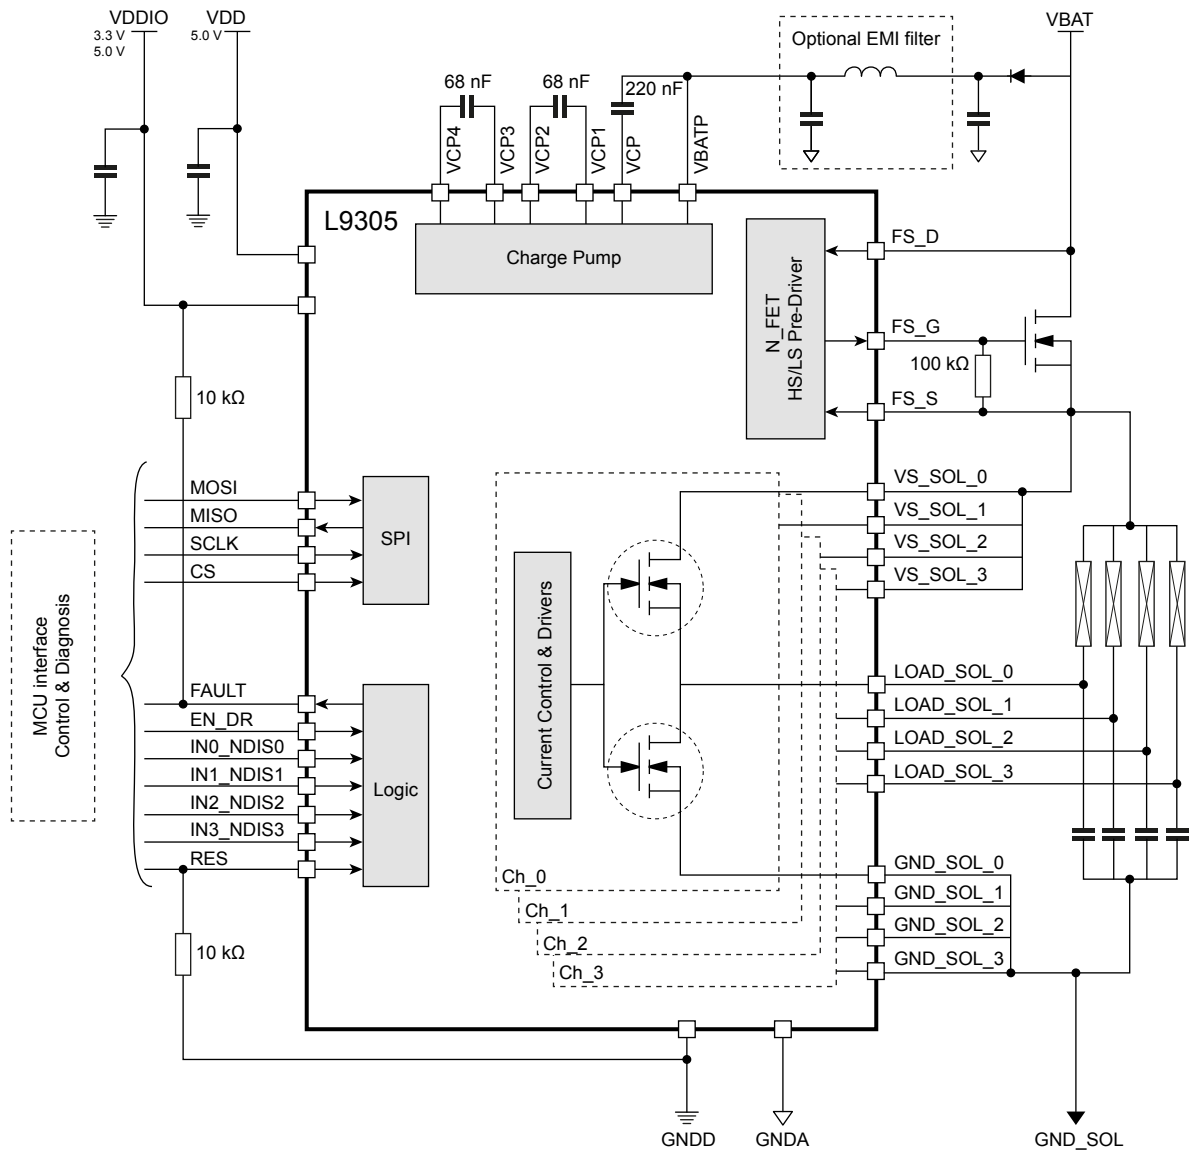 VDDIO
3.3 V
5.0 V
VDD
5.0 V
VBAT
Optional EMI filter
68 nF
68 nF
220 nF
VCP4
VCP3
VCP2
VCP1
VCP
VBATP
L9305
Charge Pump
N_FET
HS/LS Pre-Driver
FS_D
FS_G
100 kΩ
FS_S
10 kΩ
MCU interface
Control & Diagnosis
MOSI
MISO
SCLK
CS
SPI
FAULT
EN_DR
IN0_NDIS0
IN1_NDIS1
IN2_NDIS2
IN3_NDIS3
RES
Logic
10 kΩ
Current Control & Drivers
Ch_0
Ch_1
Ch_2
Ch_3
VS_SOL_0
VS_SOL_1
VS_SOL_2
VS_SOL_3
LOAD_SOL_0
LOAD_SOL_1
LOAD_SOL_2
LOAD_SOL_3
GND_SOL_0
GND_SOL_1
GND_SOL_2
GND_SOL_3
GNDD
GNDA
GND_SOL